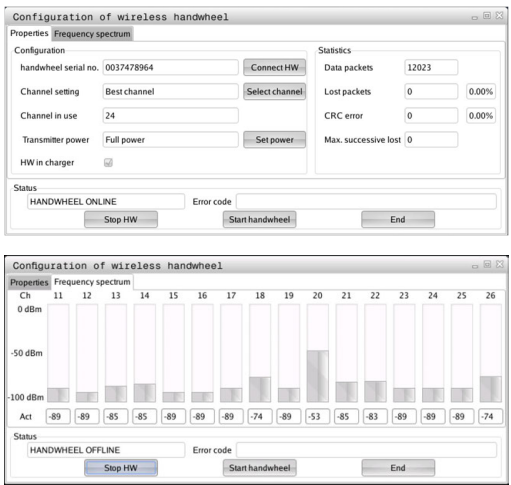 Configuration of wireless handwheel
Properties Frequency spectrum
Configuration Statistics
handwheel serial no. 0037478964 Connect HW Data packets 12023
Channel setting Best channel Select channel Lost packets 0 0.00%
Channel in use 24 CRC error 0 0.00%
Transmitter power Full power Set power Max. successive lost 0
HW in charger
Status
HANDWHEEL ONLINE Error code
Stop HW Start handwheel End
Configuration of wireless handwheel
Properties Frequency spectrum
Ch 11 12 13 14 15 16 17 18 19 20 21 22 23 24 25 26
0 dBm
-50 dBm
-100 dBm
Act -89 -89 -85 -85 -89 -89 -89 -74 -89 -53 -85 -83 -89 -89 -89 -74
Status
HANDWHEEL OFFLINE Error code
Stop HW Start handwheel End